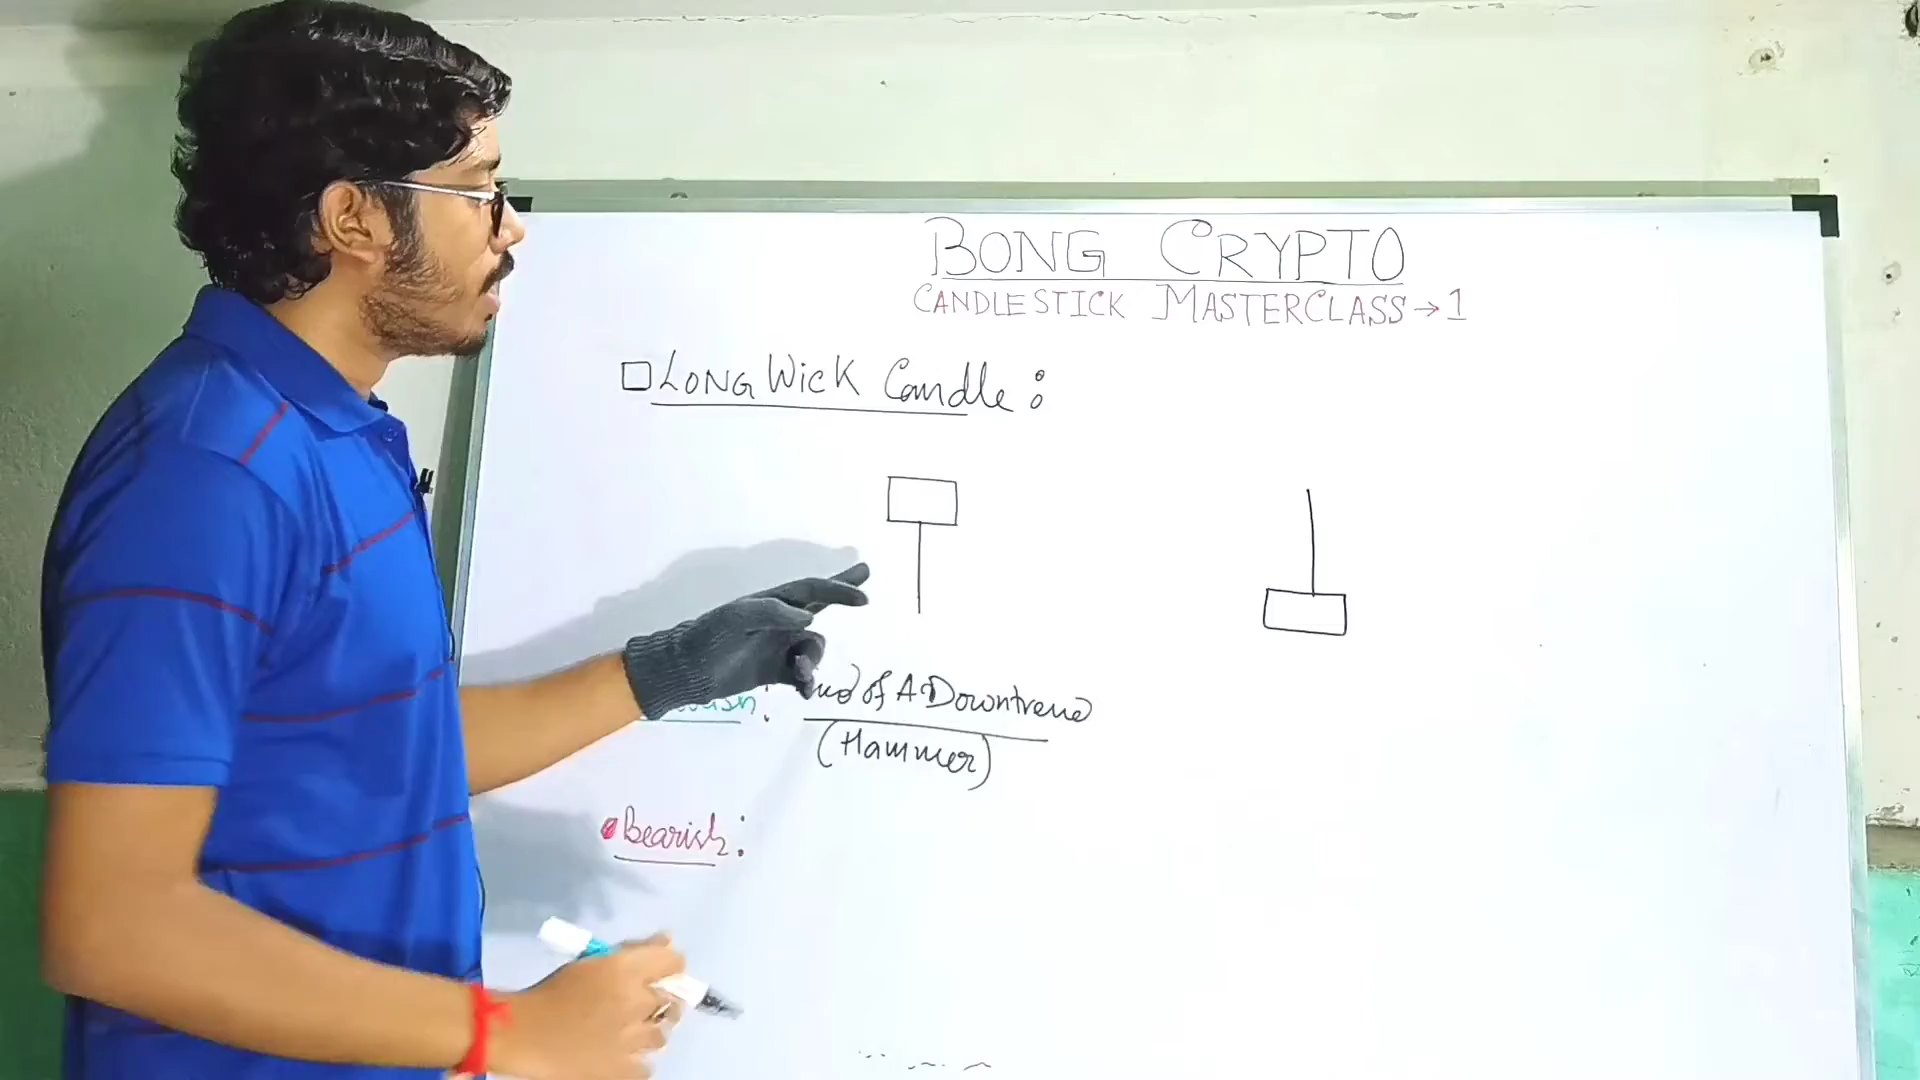 BONG CRYPTO
CANDLESTICK MASTERCLASS → 1
LONG WICK Candle :
of A Downtrend
(Hammer)
Bearish :